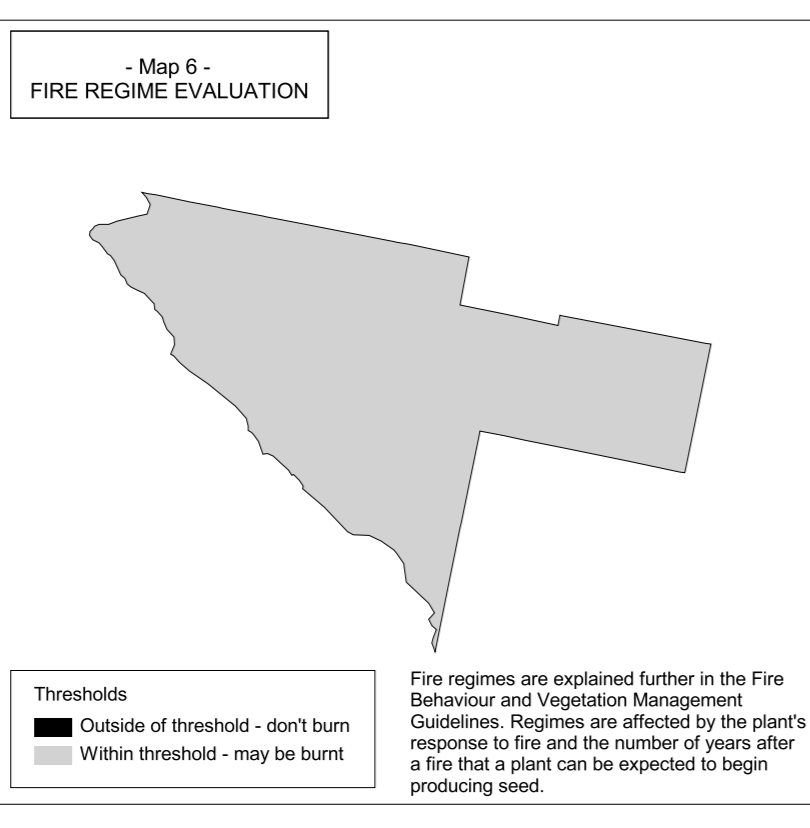 - Map 6 -
FIRE REGIME EVALUATION
Thresholds
Outside of threshold - don't burn
Within threshold - may be burnt
Fire regimes are explained further in the Fire
Behaviour and Vegetation Management
Guidelines. Regimes are affected by the plant's
response to fire and the number of years after
a fire that a plant can be expected to begin
producing seed.